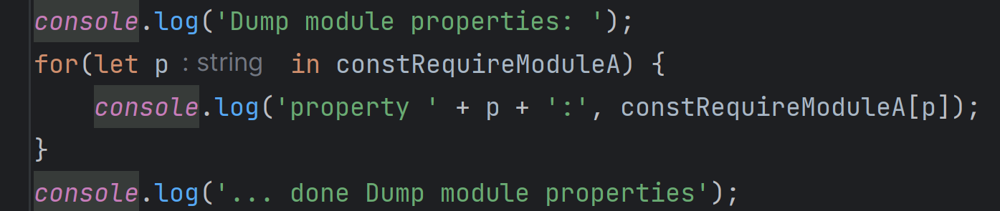 console.log('Dump module properties: ');
for(let p : string in constRequireModuleA) {
    console.log('property ' + p + ':', constRequireModuleA[p]);
}
console.log('... done Dump module properties');